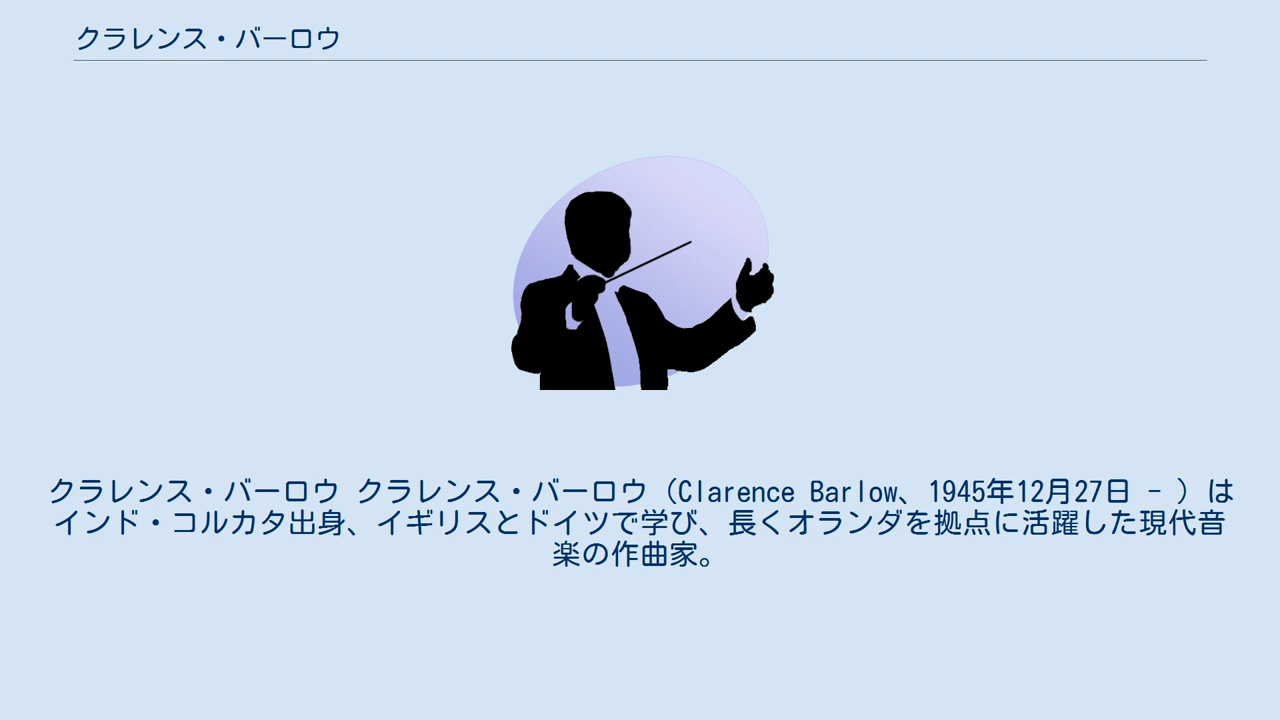 クラレンス・バーロウ
クラレンス・バーロウ クラレンス・バーロウ（Clarence Barlow、1945年12月27日 - ）は
インド・コルカタ出身、イギリスとドイツで学び、長くオランダを拠点に活躍した現代音
楽の作曲家。